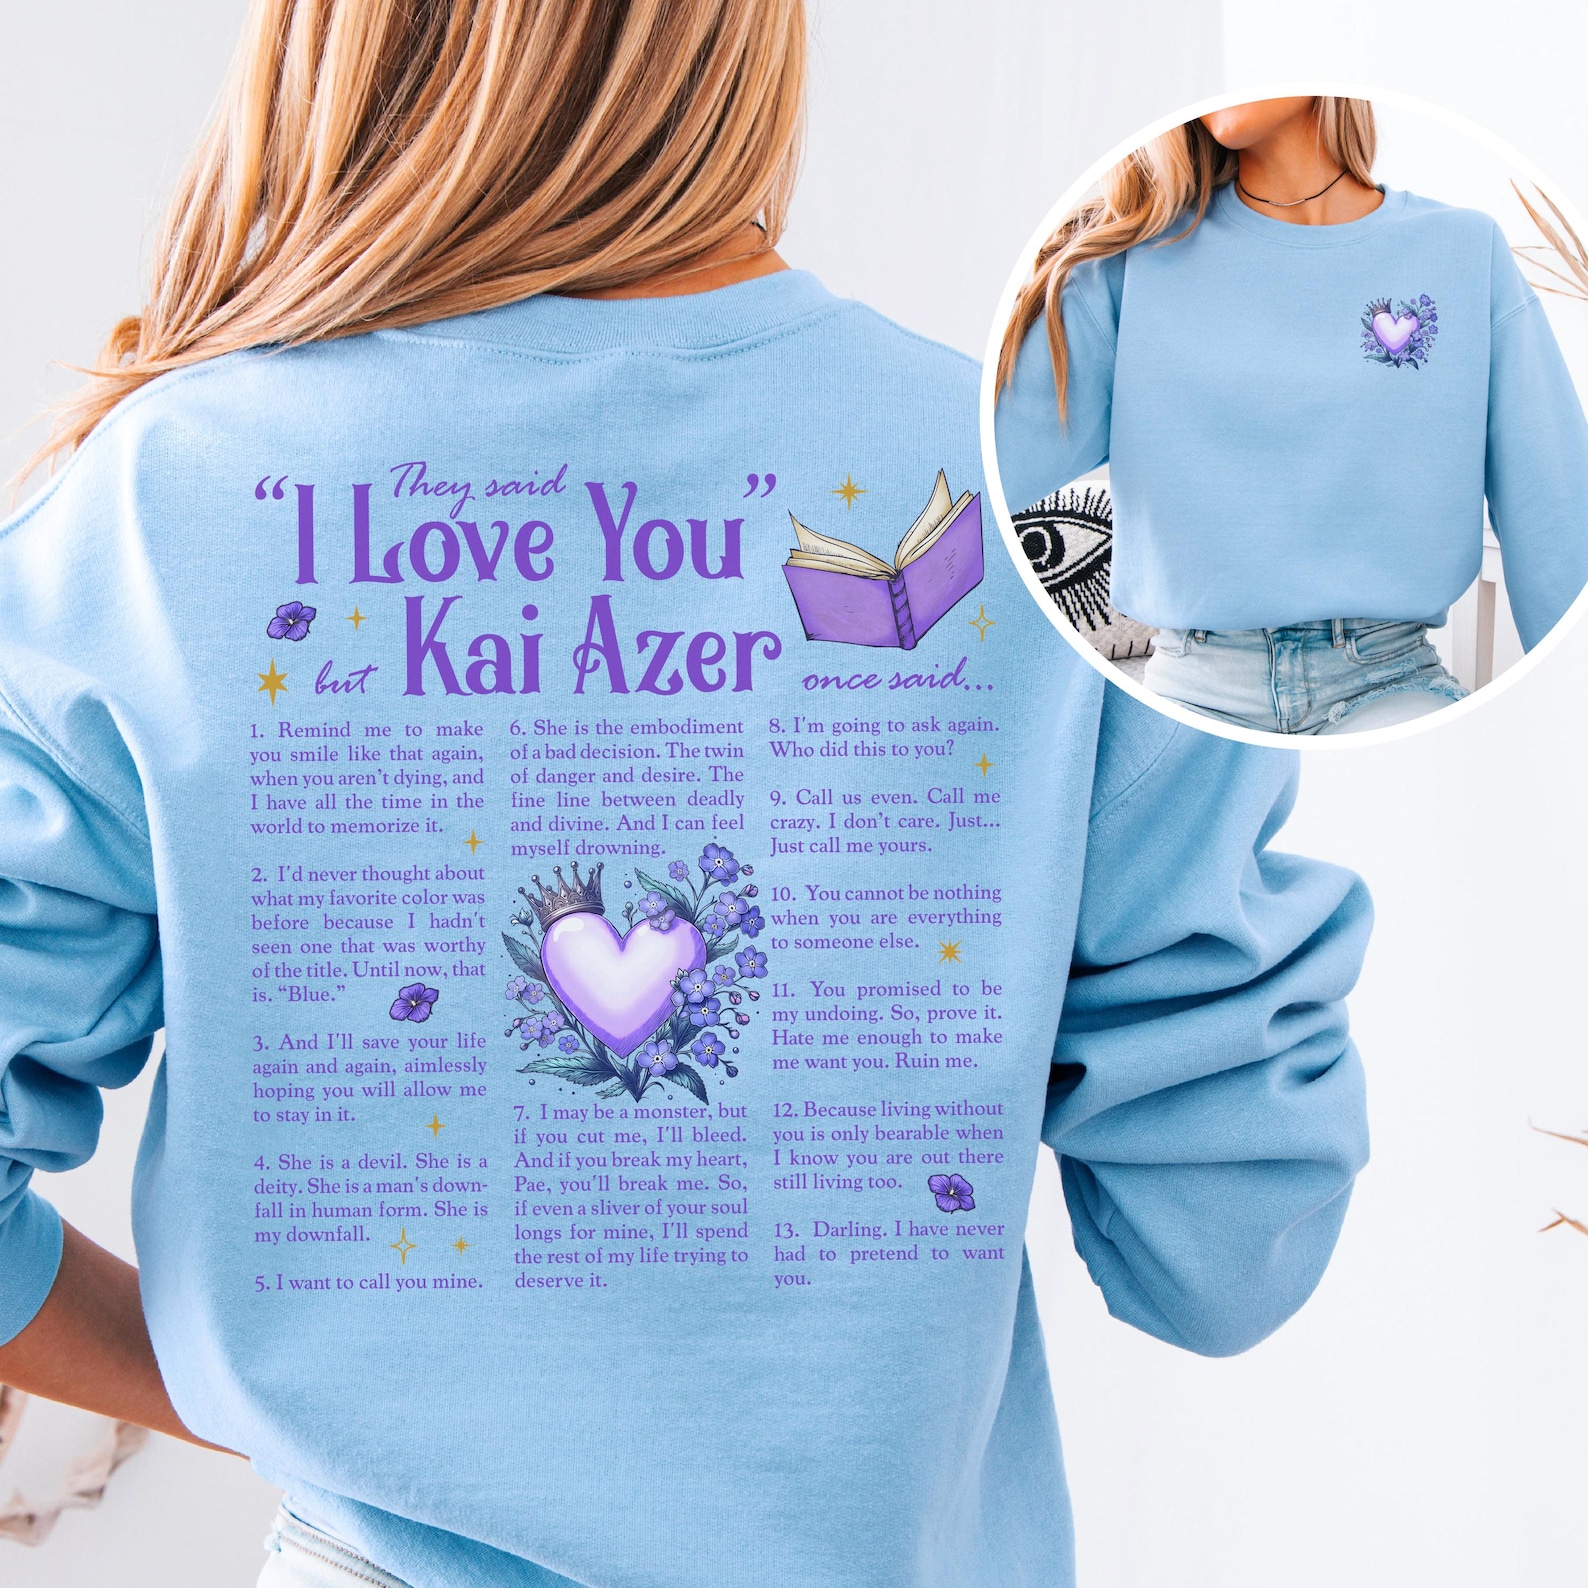 They said
“I Love You”
but Kai Azer once said...
1. Remind me to make
you smile like that again,
when you aren't dying, and
I have all the time in the
world to memorize it.
2. I'd never thought about
what my favorite color was
before because I hadn't
seen one that was worthy
of the title. Until now, that
is. “Blue.”
3. And I'll save your life
again and again, aimlessly
hoping you will allow me
to stay in it.
4. She is a devil. She is a
deity. She is a man's down-
fall in human form. She is
my downfall.
5. I want to call you mine.
6. She is the embodiment
of a bad decision. The twin
of danger and desire. The
fine line between deadly
and divine. And I can feel
myself drowning.
7. I may be a monster, but
if you cut me, I'll bleed.
And if you break my heart,
Pae, you'll break me. So,
if even a sliver of your soul
longs for mine, I'll spend
the rest of my life trying to
deserve it.
8. I'm going to ask again.
Who did this to you?
9. Call us even. Call me
crazy. I don't care. Just...
Just call me yours.
10. You cannot be nothing
when you are everything
to someone else.
11. You promised to be
my undoing. So, prove it.
Hate me enough to make
me want you. Ruin me.
12. Because living without
you is only bearable when
I know you are out there
still living too.
13. Darling. I have never
had to pretend to want
you.